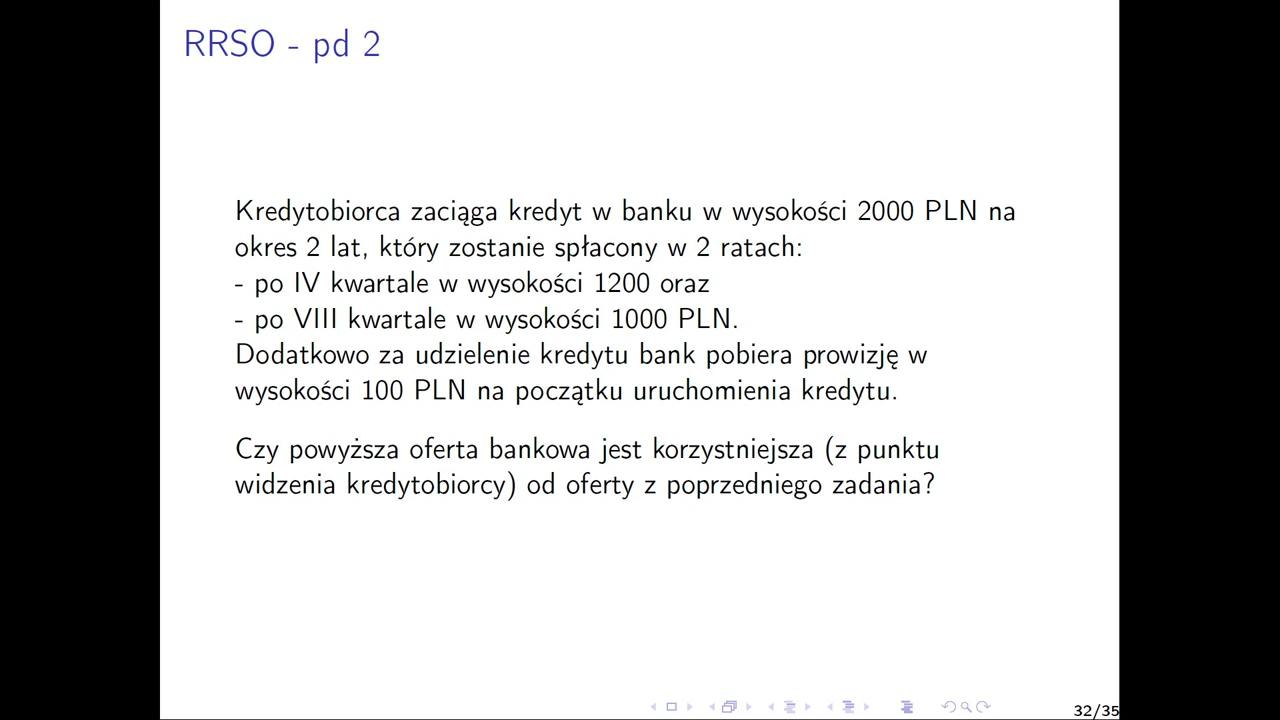 RRSO - pd 2
Kredytobiorca zaciąga kredyt w banku w wysokości 2000 PLN na
okres 2 lat, który zostanie spłacony w 2 ratach:
- po IV kwartale w wysokości 1200 oraz
- po VIII kwartale w wysokości 1000 PLN.
Dodatkowo za udzielenie kredytu bank pobiera prowizję w
wysokości 100 PLN na początku uruchomienia kredytu.
Czy powyższa oferta bankowa jest korzystniejsza (z punktu
widzenia kredytobiorcy) od oferty z poprzedniego zadania?
32/35